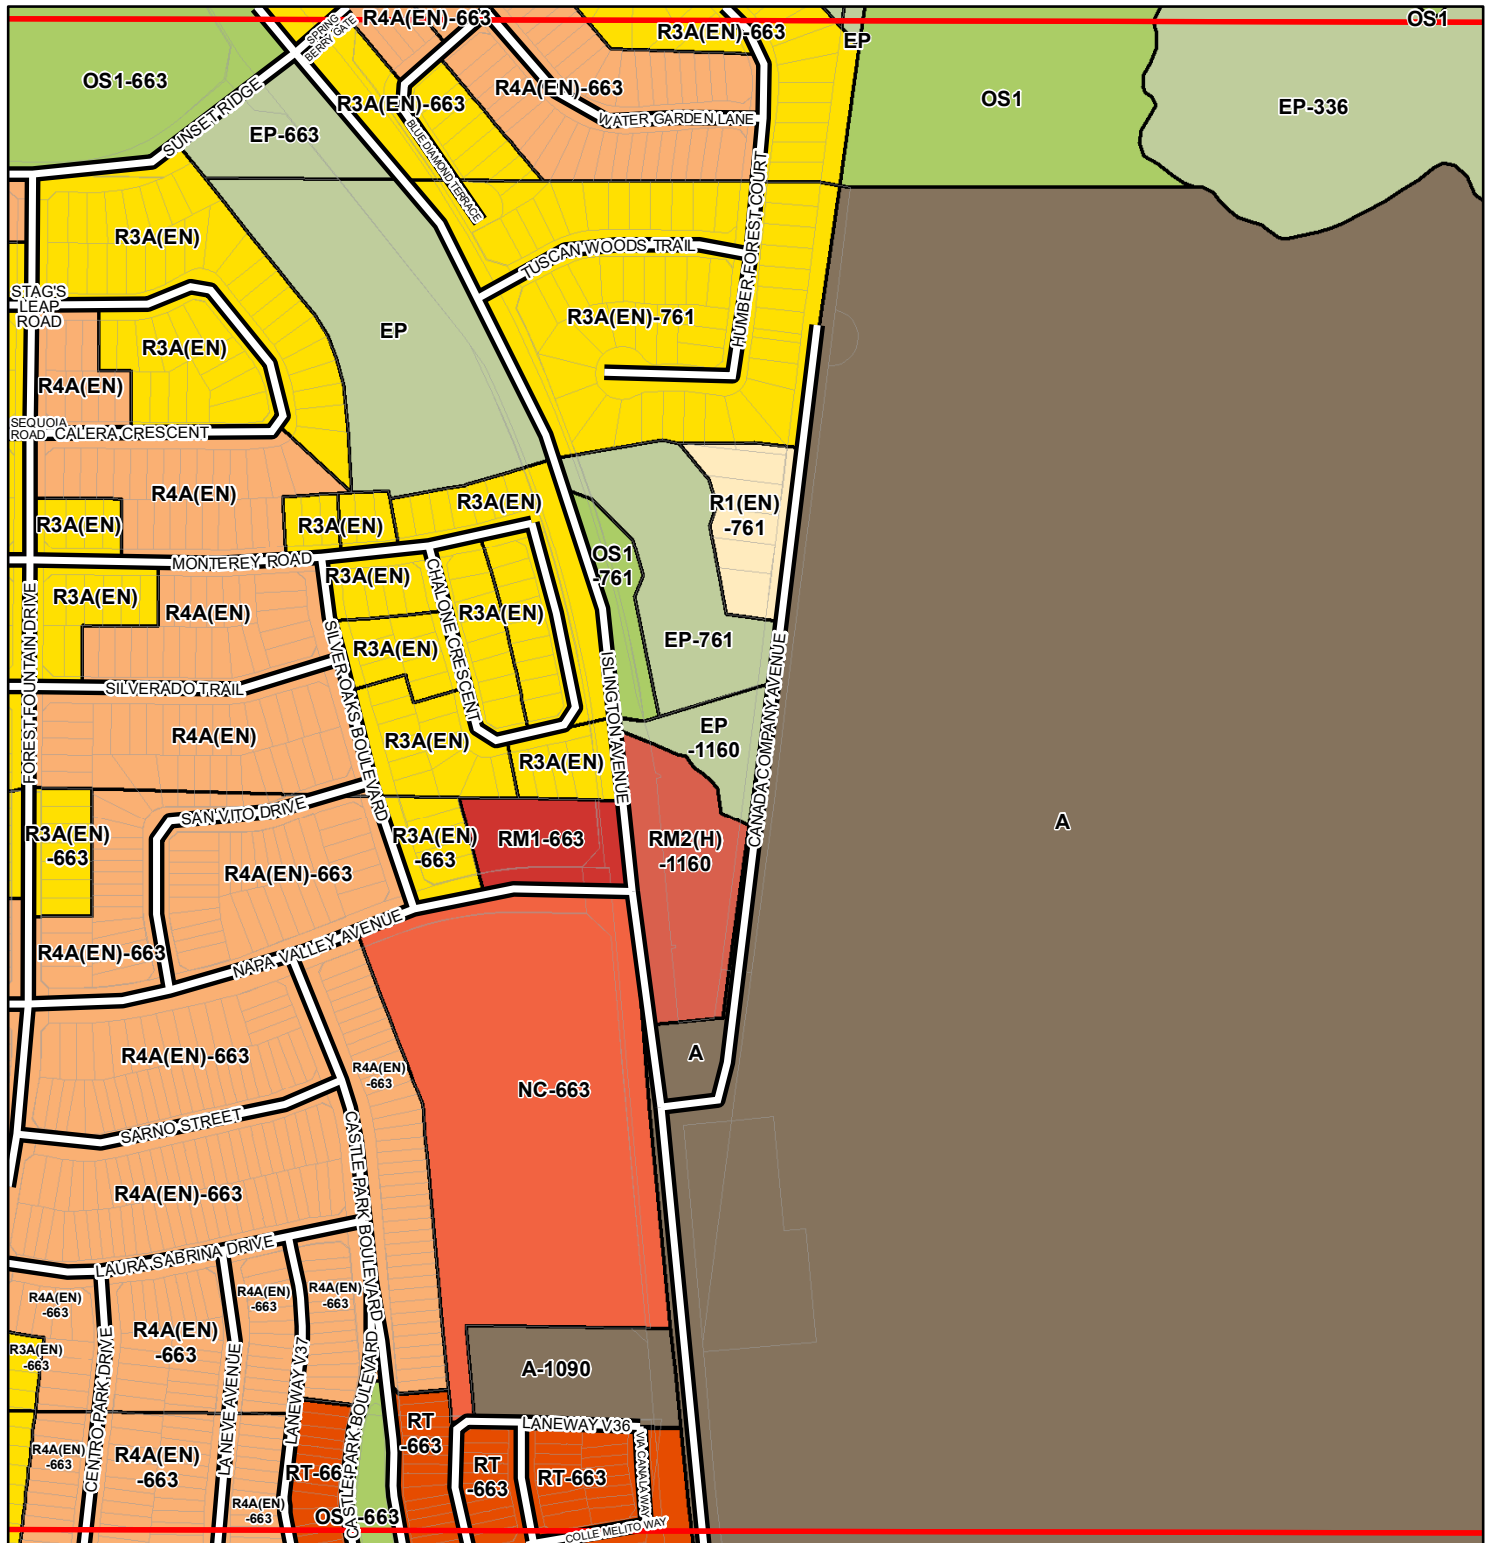 R4A(EN)-663
OS1
SPRING
BERRY GATE
R3A(EN)-663
EP
OS1-663
R4A(EN)-663
OS1
EP-336
R3A(EN)-663
SUNSET RIDGE
EP-663
WATER GARDEN LANE
BLUE DIAMOND TERRACE
HUMBER FOREST COURT
R3A(EN)
TUSCAN WOODS TRAIL
STAG'S
LEAP
ROAD
R3A(EN)-761
EP
R3A(EN)
R4A(EN)
SEQUOIA
ROAD
CALERA CRESCENT
R4A(EN)
R3A(EN)
R1(EN)
-761
R3A(EN)
R3A(EN)
MONTEREY ROAD
OS1
-761
R3A(EN)
CHALONE CRESCENT
R3A(EN)
R4A(EN)
R3A(EN)
FOREST FOUNTAIN DRIVE
SILVER OAKS BOULEVARD
R3A(EN)
EP-761
ISLINGTON AVENUE
CANADA COMPANY AVENUE
SILVERADO TRAIL
R4A(EN)
R3A(EN)
EP
-1160
R3A(EN)
SAN VITO DRIVE
A
R3A(EN)
-663
R3A(EN)
-663
RM1-663
RM2(H)
-1160
R4A(EN)-663
NAPA VALLEY AVENUE
R4A(EN)-663
R4A(EN)-663
A
R4A(EN)
-663
NC-663
SARNO STREET
CASTLE PARK BOULEVARD
R4A(EN)-663
LAURA SABRINA DRIVE
R4A(EN)
-663
R4A(EN)
-663
R4A(EN)
-663
R4A(EN)
-663
R3A(EN)
-663
CENTRO PARK DRIVE
LA NEVE AVENUE
LANEWAY V37
CASTLE PARK BOULEVARD
A-1090
RT
-663
LANEWAY V36
VIA CANALA WAY
R4A(EN)
-663
R4A(EN)
-663
RT-66
RT
-663
RT-663
R4A(EN)
-663
OS
-663
COLLE MELITO WAY